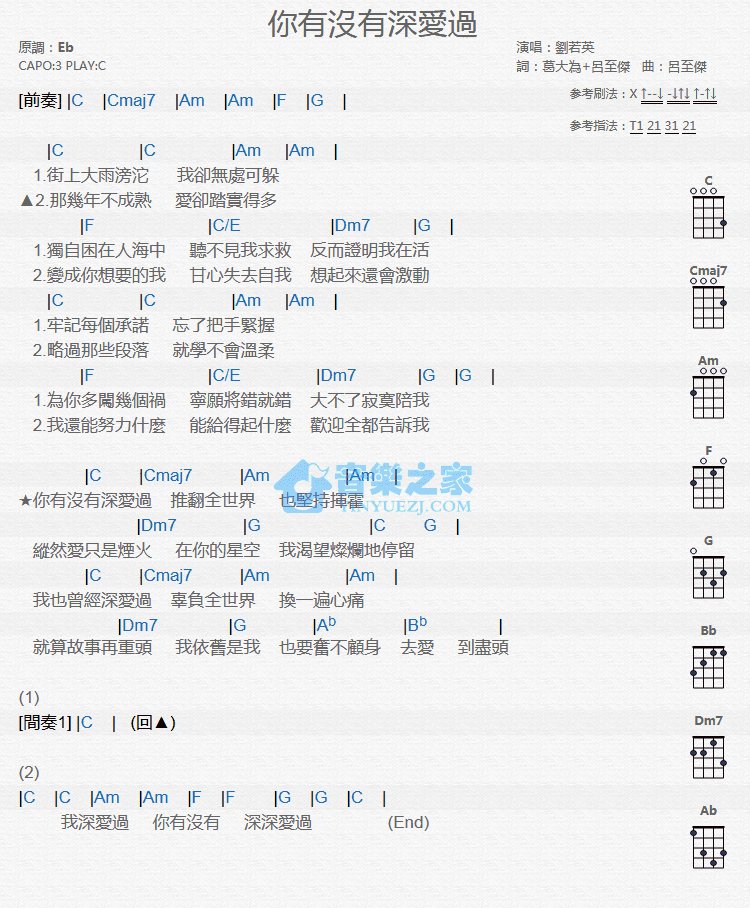 你有沒有深愛過
原調：Eb
CAPO:3 PLAY:C
演唱：劉若英
詞：葛大為+呂至傑 曲：呂至傑
参考刷法：X ↑--↓ -↓↑↓ ↑-↑↓
参考指法：T1 21 31 21
[前奏] |C |Cmaj7 |Am |Am |F |G |
|C |C |Am |Am |
1.街上大雨滂沱 我卻無處可躲
▲2.那幾年不成熟 愛卻踏實得多
|F |C/E |Dm7 |G |
1.獨自困在人海中 聽不見我求救 反而證明我在活
2.變成你想要的我 甘心失去自我 想起來還會激動
|C |C |Am |Am |
1.牢記每個承諾 忘了把手緊握
2.略過那些段落 就學不會溫柔
|F |C/E |Dm7 |G |G |
1.為你多闖幾個禍 寧願將錯就錯 大不了寂寞陪我
2.我還能努力什麼 能給得起什麼 歡迎全都告訴我
|C |Cmaj7 |Am |Am |
★你有沒有深愛過 推翻全世界 也堅持揮霍
|Dm7 |G |C G |
縱然愛只是煙火 在你的星空 我渴望燦爛地停留
|C |Cmaj7 |Am |Am |
我也曾經深愛過 辜負全世界 換一遍心痛
|Dm7 |G |Ab |Bb |
就算故事再重頭 我依舊是我 也要奮不顧身 去愛 到盡頭
(1)
[間奏1] |C | (回▲)
(2)
|C |C |Am |Am |F |F |G |G |C |
我深愛過 你有沒有 深深愛過 (End)
音樂之家
YINYUEZJ.COM
C
Cmaj7
Am
F
G
Bb
Dm7
Ab